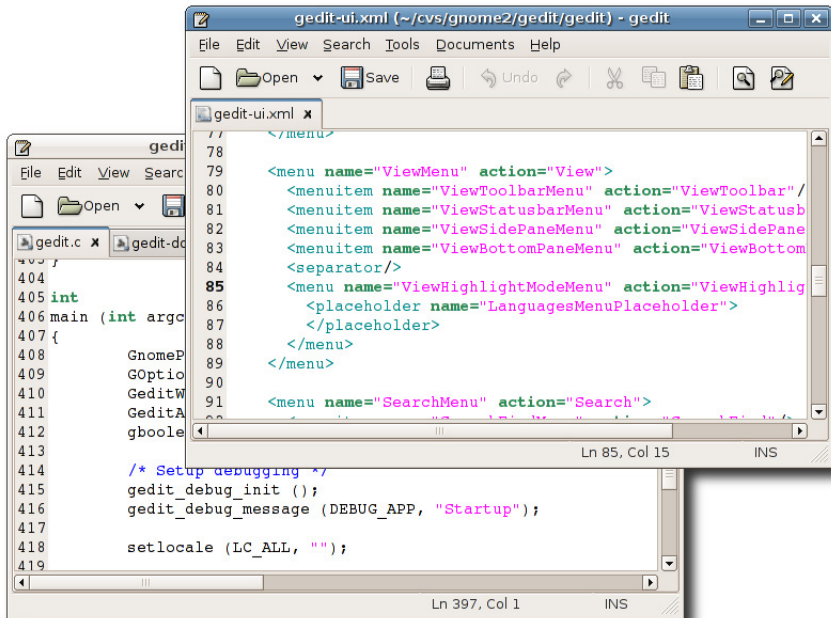 gedit-ui.xml (~/cvs/gnome2/gedit/gedit) - gedit
File Edit View Search Tools Documents Help
Open Save Undo
gedit-ui.xml
77 </menu>
78
79 <menu name="ViewMenu" action="View">
80 <menuitem name="ViewToolbarMenu" action="ViewToolbar"/
81 <menuitem name="ViewStatusbarMenu" action="ViewStatusb
82 <menuitem name="ViewSidePaneMenu" action="ViewSidePane
83 <menuitem name="ViewBottomPaneMenu" action="ViewBottom
84 <separator/>
85 <menu name="ViewHighlightModeMenu" action="ViewHighlig
86 <placeholder name="LanguagesMenuPlaceholder">
87 </placeholder>
88 </menu>
89 </menu>
90
91 <menu name="SearchMenu" action="Search">
Ln 85, Col 15 INS
gedi
File Edit View Searc
Open
gedit.c gedit-do
403 }
404
405 int
406 main (int argc
407 {
408 GnomeP
409 GOptio
410 GeditW
411 GeditA
412 gboole
413
414 /* Setup debugging */
415 gedit_debug_init ();
416 gedit_debug_message (DEBUG_APP, "Startup");
417
418 setlocale (LC_ALL, "");
419
Ln 397, Col 1 INS